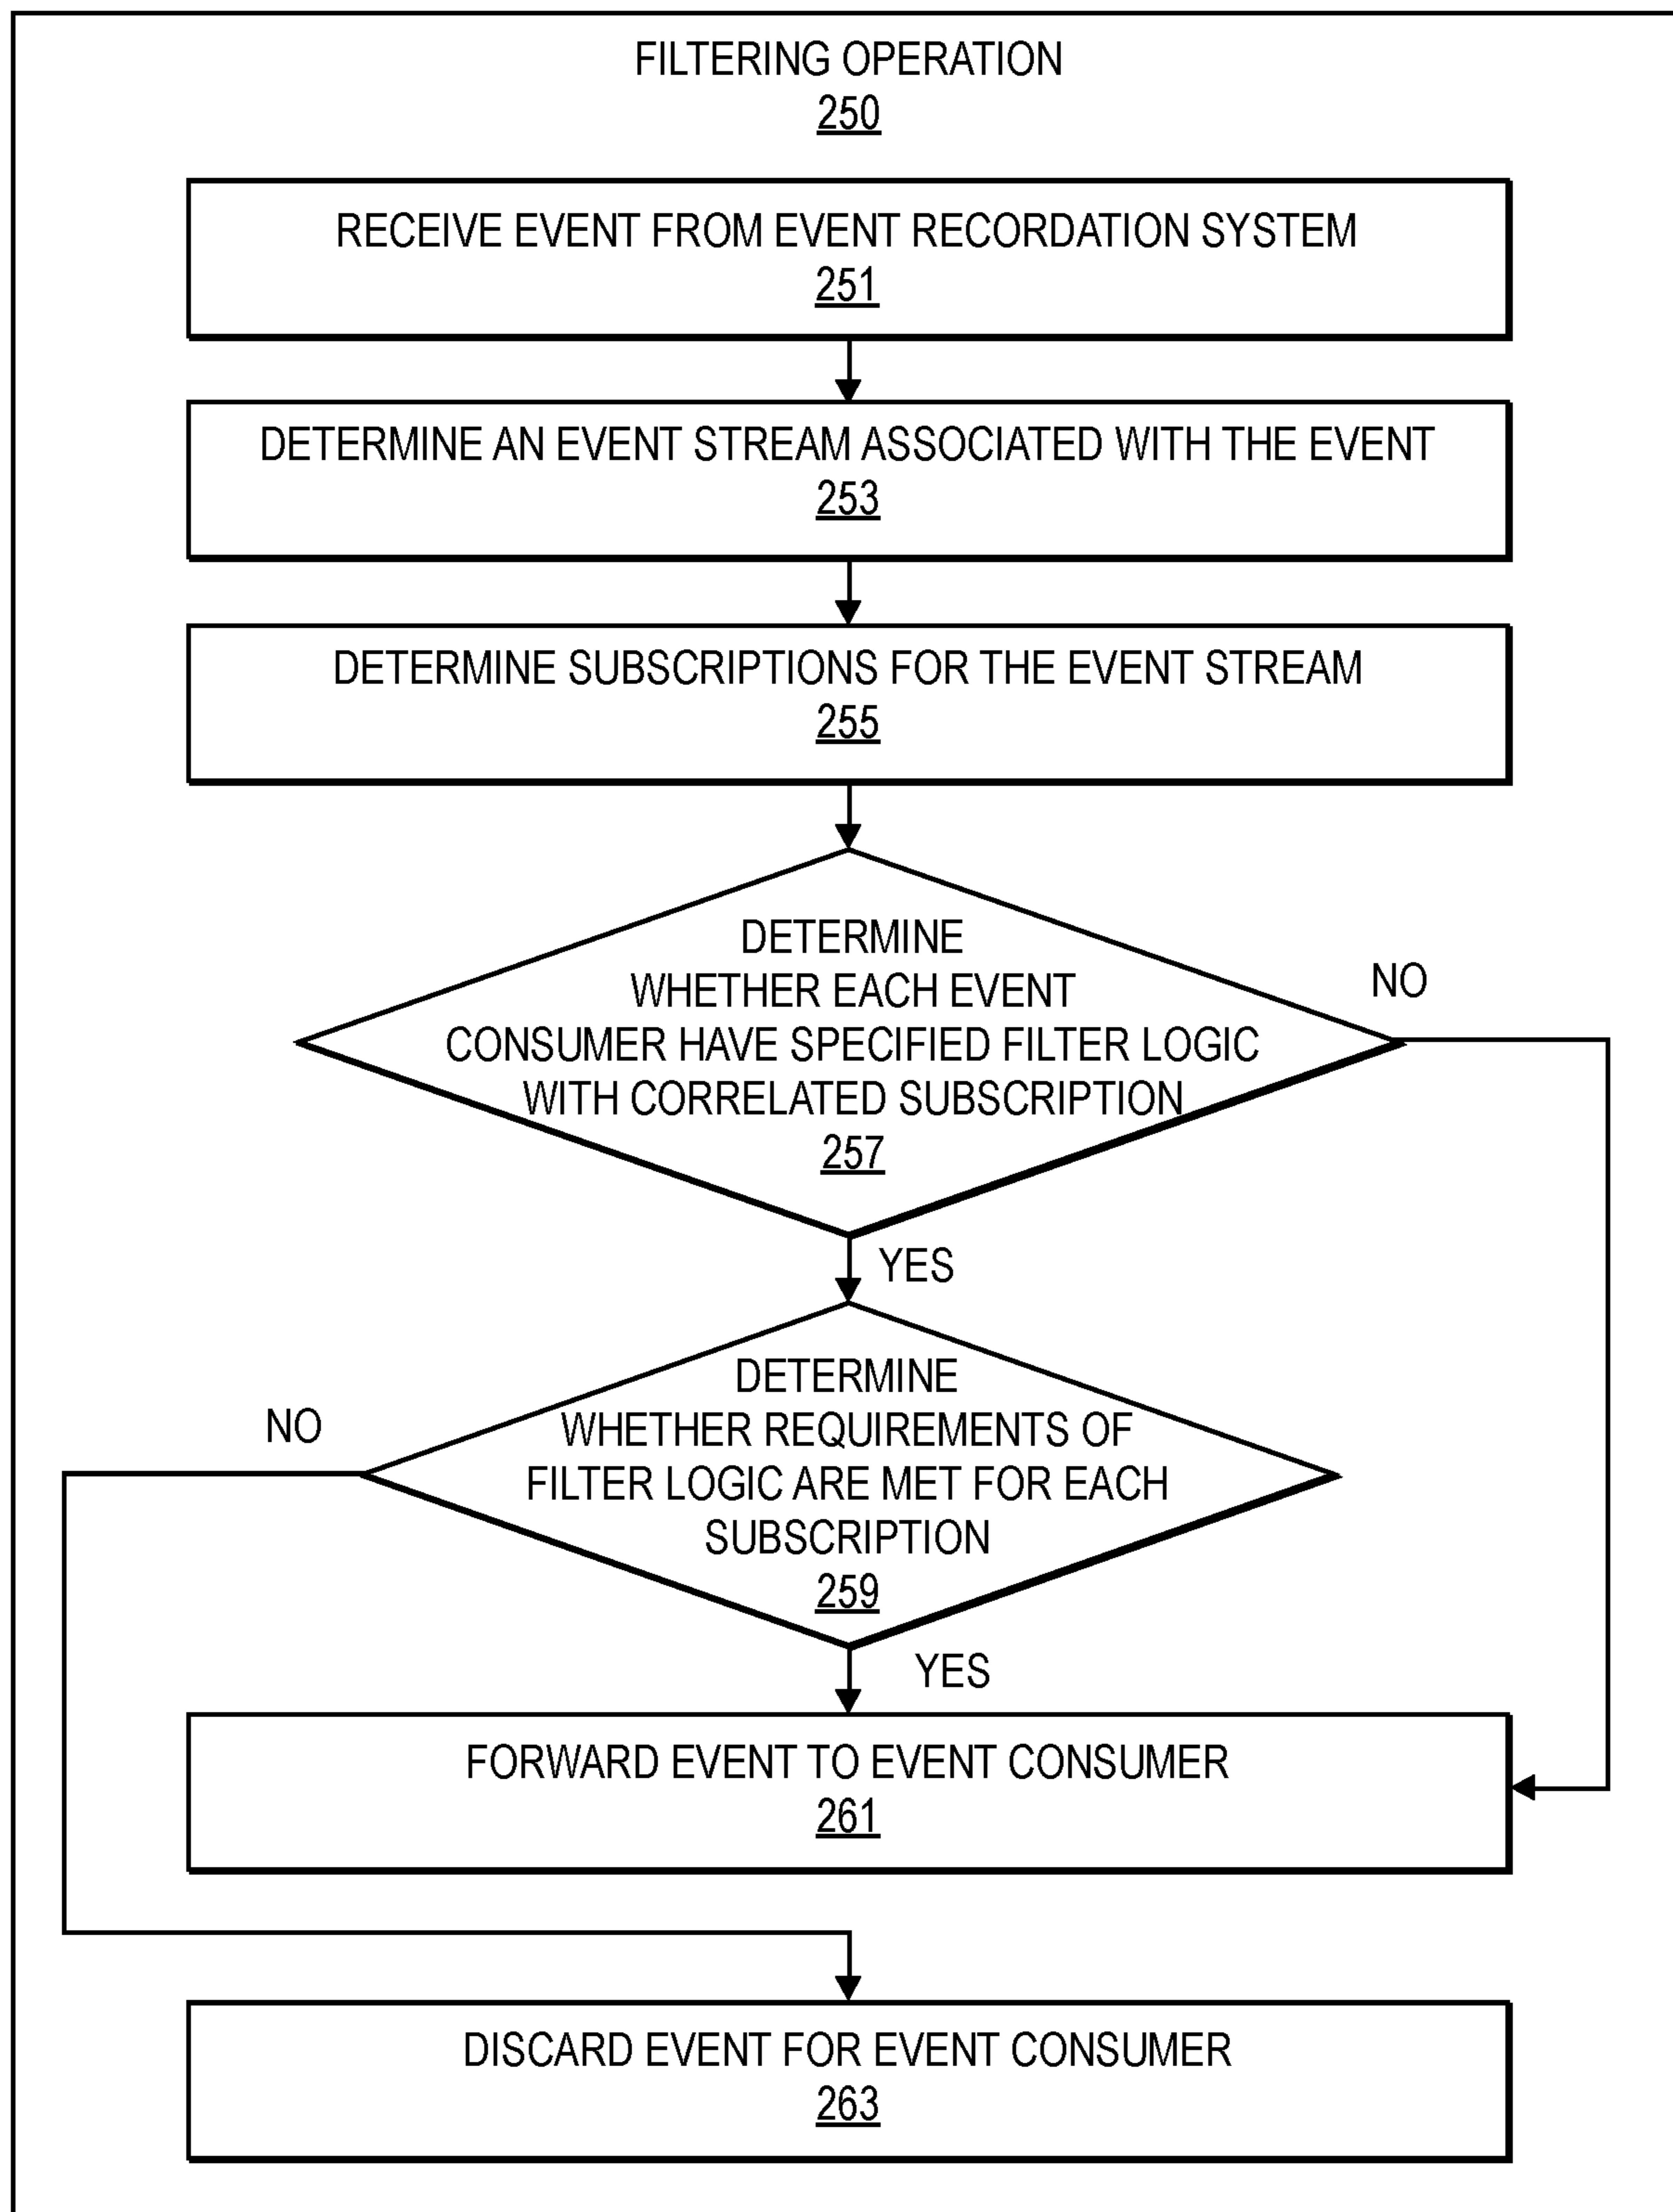 FILTERING OPERATION
250
RECEIVE EVENT FROM EVENT RECORDATION SYSTEM
251
DETERMINE AN EVENT STREAM ASSOCIATED WITH THE EVENT
253
DETERMINE SUBSCRIPTIONS FOR THE EVENT STREAM
255
DETERMINE
WHETHER EACH EVENT
CONSUMER HAVE SPECIFIED FILTER LOGIC
WITH CORRELATED SUBSCRIPTION
257
NO
YES
DETERMINE
WHETHER REQUIREMENTS OF
FILTER LOGIC ARE MET FOR EACH
SUBSCRIPTION
259
NO
YES
FORWARD EVENT TO EVENT CONSUMER
261
DISCARD EVENT FOR EVENT CONSUMER
263